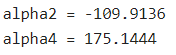 alpha2 = -109.9136
alpha4 = 175.1444